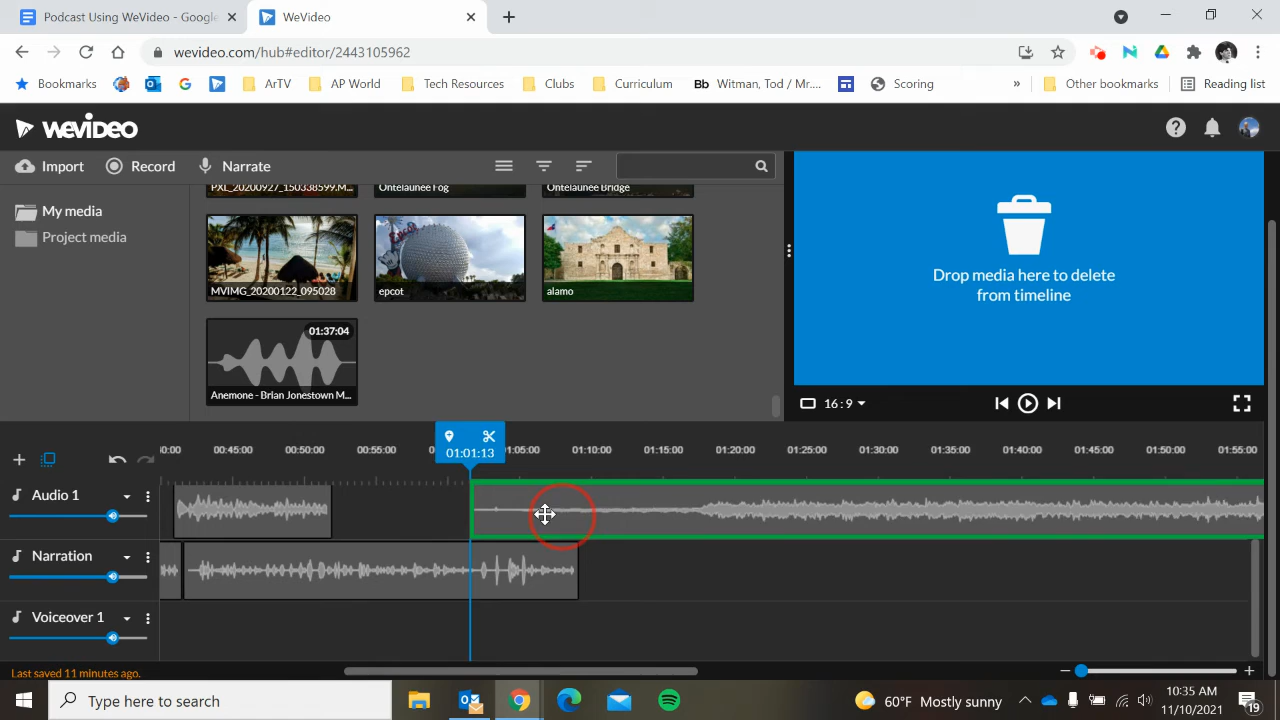 Podcast Using WeVideo - Google
WeVideo
wevideo.com/hub#editor/2443105962
Bookmarks
ArTV
AP World
Tech Resources
Clubs
Curriculum
Bb Witman, Tod / Mr....
Scoring
»
Other bookmarks
Reading list
WEVIDEO
Import
Record
Narrate
My media
Project media
PXL_20200927_150338599.M...
Ontelaunee Fog
Ontelaunee Bridge
MVIMG_20200122_095028
epcot
alamo
01:37:04
Anemone - Brian Jonestown M...
Drop media here to delete
from timeline
16:9
00:45:00
00:50:00
00:55:00
01:01:13
01:10:00
01:15:00
01:20:00
01:25:00
01:30:00
01:35:00
01:40:00
01:45:00
01:50:00
01:55:00
Audio 1
Narration
Voiceover 1
Last saved 11 minutes ago.
Type here to search
60°F Mostly sunny
10:35 AM
11/10/2021
19